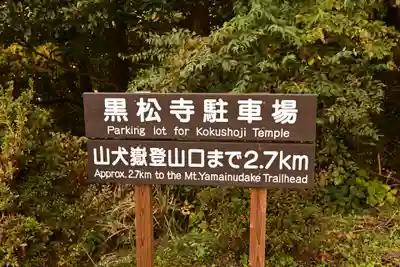 黒松寺駐車場
Parking lot for Kokushoji Temple
山犬嶽登山口まで2.7km
Approx. 2.7km to the Mt.Yamainudake Trailhead